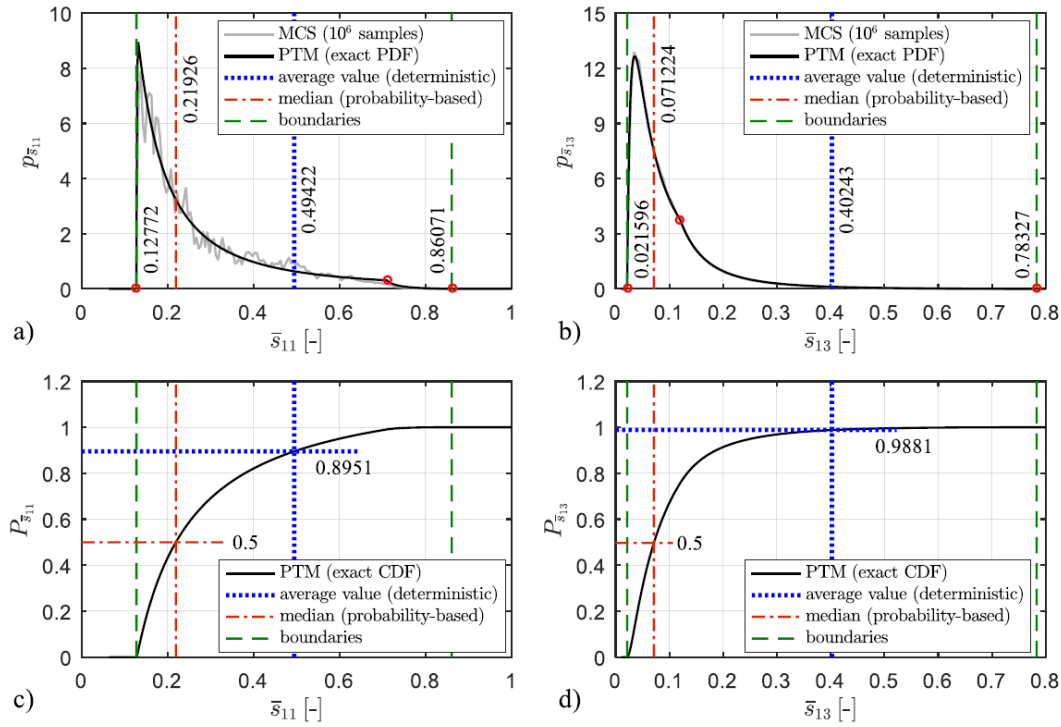 10
8
6
4
2
0
p_{s̄11}
0
0.2
0.4
0.6
0.8
1
s̄11 [-]
a)
MCS (10⁶ samples)
PTM (exact PDF)
average value (deterministic)
median (probability-based)
boundaries
0.12772
0.21926
0.49422
0.86071
15
12
9
6
3
0
p_{s̄13}
0
0.1
0.2
0.3
0.4
0.5
0.6
0.7
0.8
s̄13 [-]
b)
MCS (10⁶ samples)
PTM (exact PDF)
average value (deterministic)
median (probability-based)
boundaries
0.021596
0.071224
0.40243
0.78327
1.2
1
0.8
0.6
0.4
0.2
0
P_{s̄11}
0
0.2
0.4
0.6
0.8
1
s̄11 [-]
c)
0.8951
0.5
PTM (exact CDF)
average value (deterministic)
median (probability-based)
boundaries
1.2
1
0.8
0.6
0.4
0.2
0
P_{s̄13}
0
0.1
0.2
0.3
0.4
0.5
0.6
0.7
0.8
s̄13 [-]
d)
0.9881
0.5
PTM (exact CDF)
average value (deterministic)
median (probability-based)
boundaries